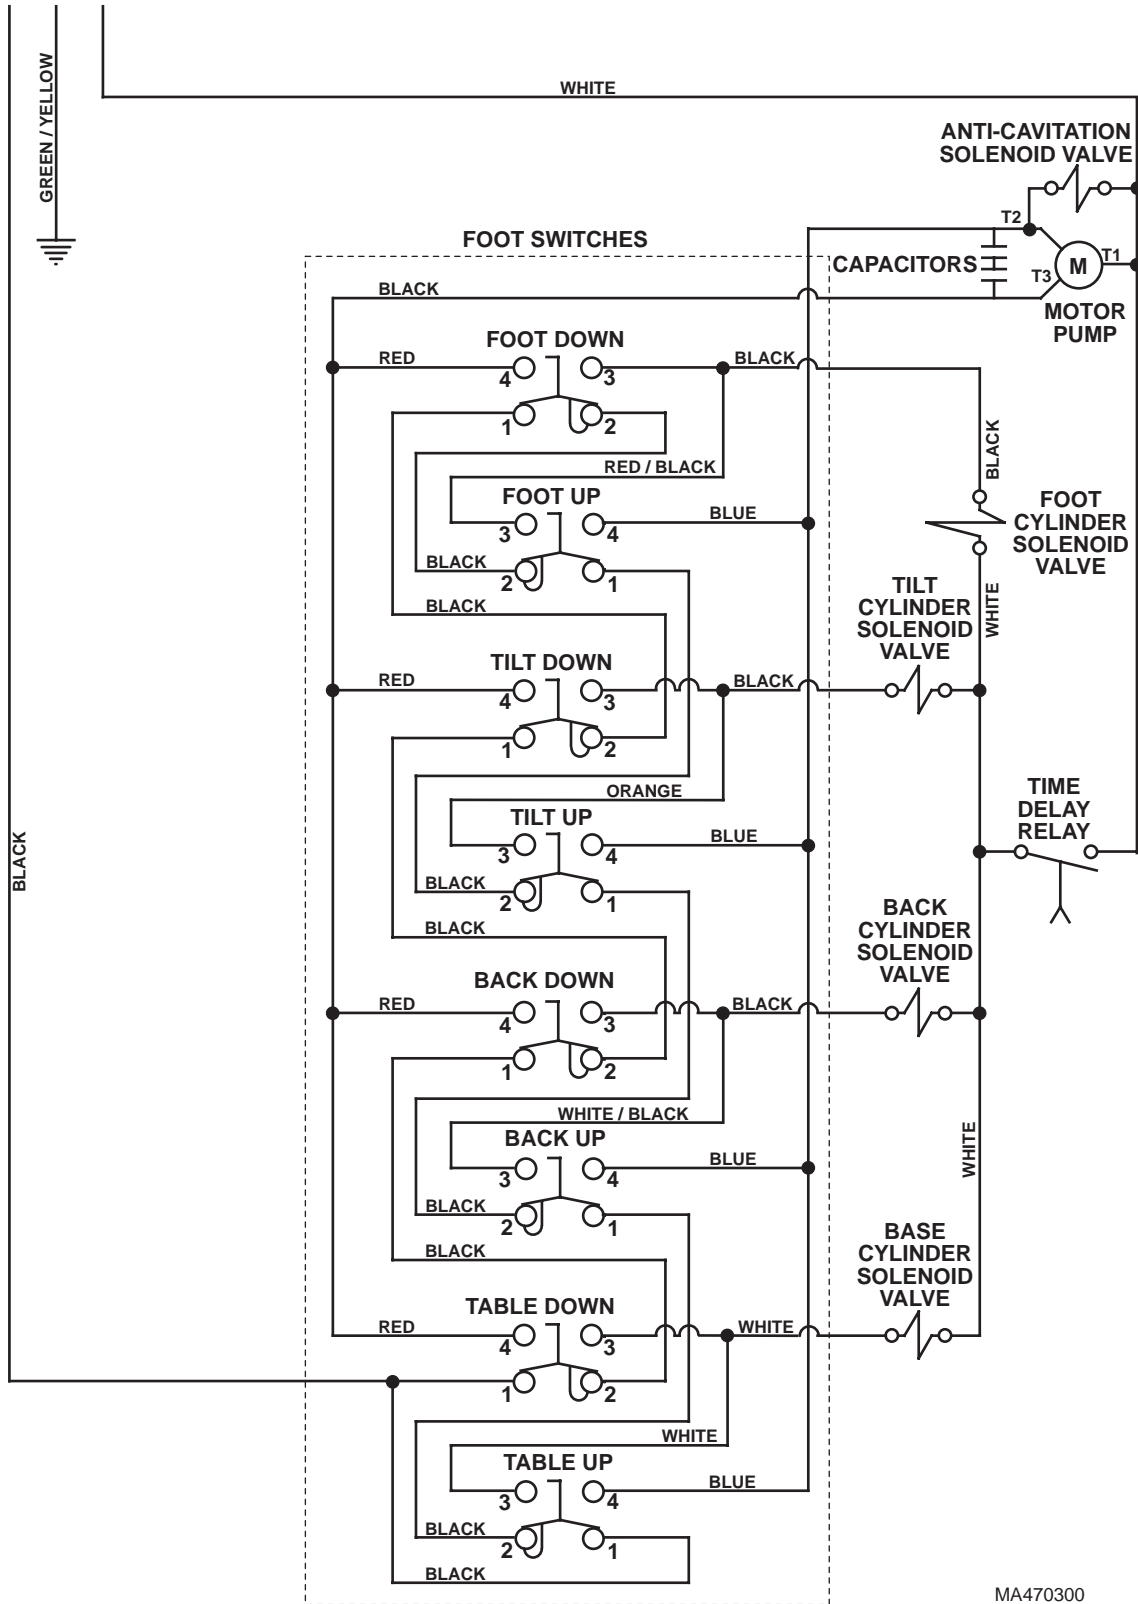 GREEN / YELLOW
WHITE
ANTI-CAVITATION
SOLENOID VALVE
T2
FOOT SWITCHES
CAPACITORS
T3
M
T1
MOTOR
PUMP
BLACK
FOOT DOWN
RED
4
3
BLACK
1
2
BLACK
RED / BLACK
FOOT UP
3
4
BLUE
FOOT
CYLINDER
SOLENOID
VALVE
BLACK
2
1
BLACK
WHITE
TILT
CYLINDER
SOLENOID
VALVE
TILT DOWN
RED
4
3
BLACK
1
2
ORANGE
TILT UP
3
4
BLUE
TIME
DELAY
RELAY
BLACK
BLACK
2
1
BLACK
BACK
CYLINDER
SOLENOID
VALVE
BACK DOWN
RED
4
3
BLACK
1
2
WHITE / BLACK
BACK UP
3
4
BLUE
WHITE
BLACK
2
1
BLACK
BASE
CYLINDER
SOLENOID
VALVE
TABLE DOWN
RED
4
3
WHITE
1
2
WHITE
TABLE UP
3
4
BLUE
BLACK
2
1
BLACK
MA470300